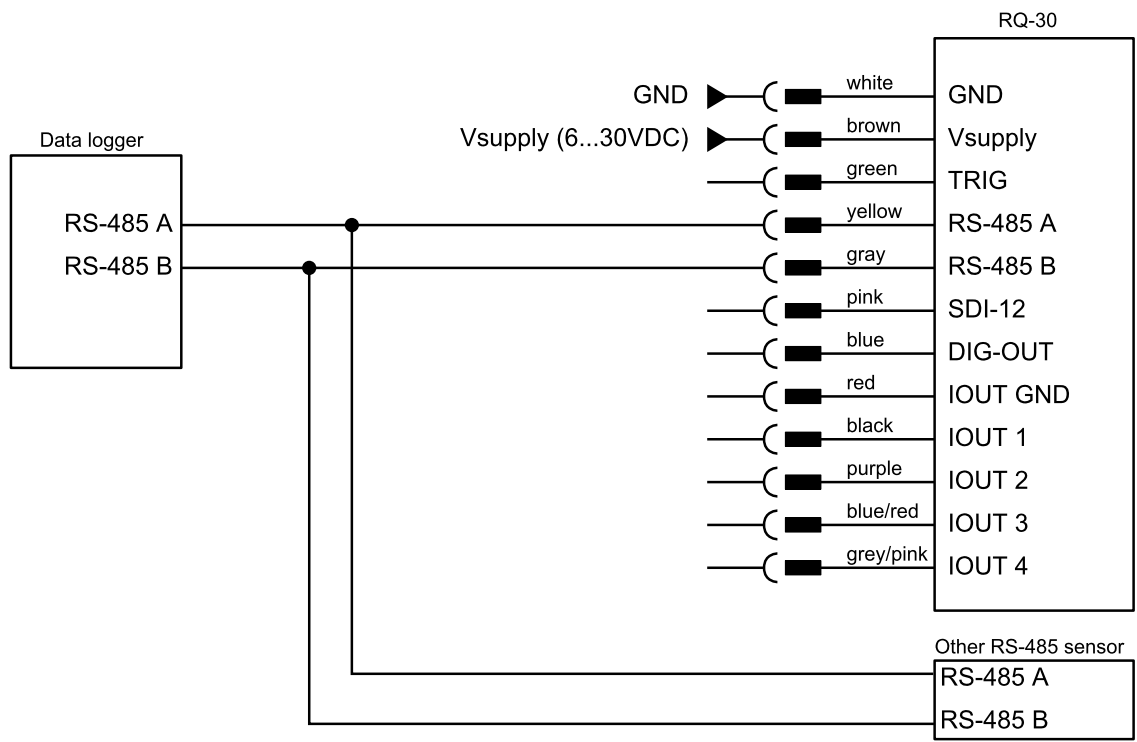 RQ-30
GND white GND
Vsupply (6...30VDC) brown Vsupply
Data logger
green TRIG
RS-485 A yellow RS-485 A
RS-485 B gray RS-485 B
pink SDI-12
blue DIG-OUT
red IOUT GND
black IOUT 1
purple IOUT 2
blue/red IOUT 3
grey/pink IOUT 4
Other RS-485 sensor
RS-485 A
RS-485 B